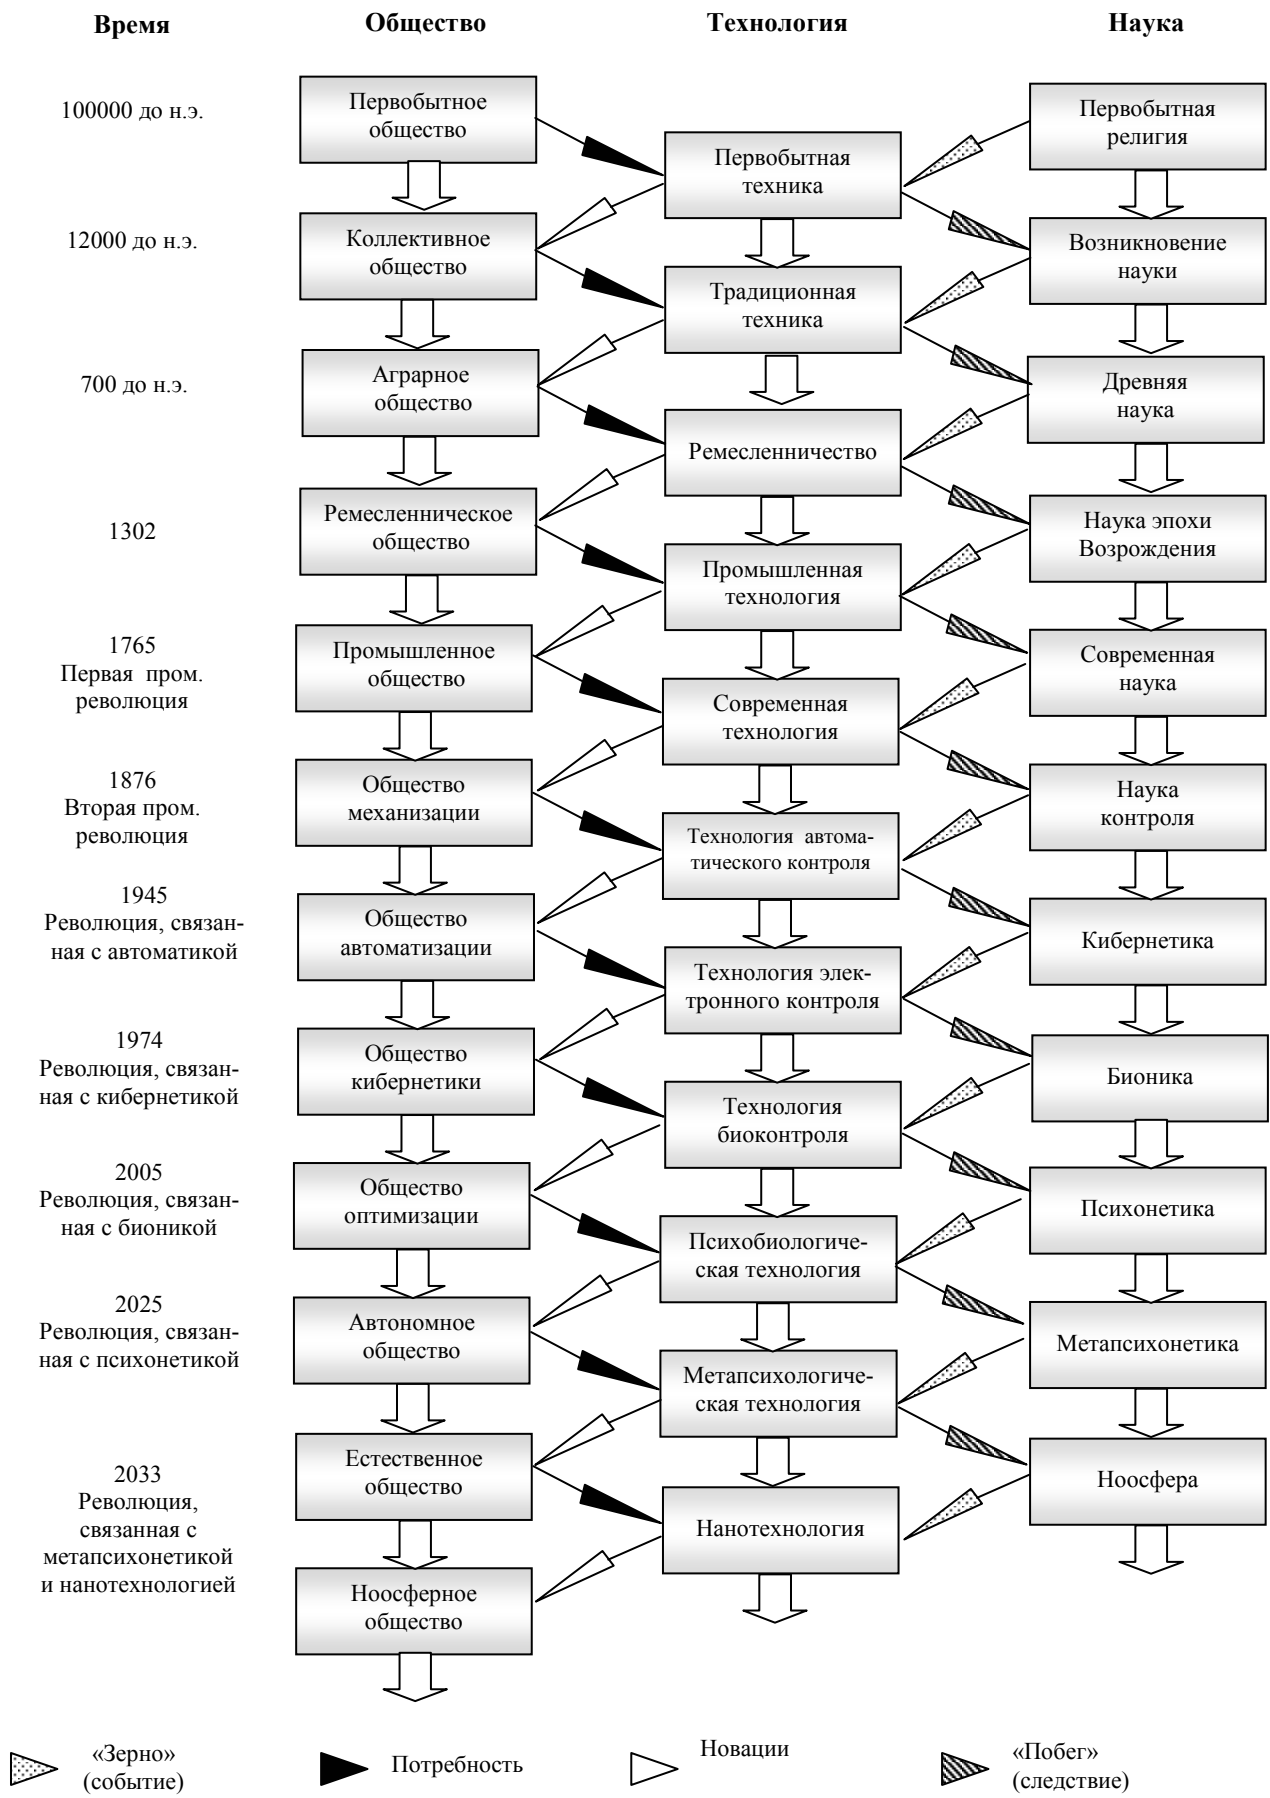 Время
Общество
Технология
Наука
100000 до н.э.
Первобытное
общество
Первобытная
религия
Первобытная
техника
12000 до н.э.
Коллективное
общество
Возникновение
науки
Традиционная
техника
700 до н.э.
Аграрное
общество
Древняя
наука
Ремесленничество
1302
Ремесленническое
общество
Наука эпохи
Возрождения
Промышленная
технология
1765
Первая пром.
революция
Промышленное
общество
Современная
наука
Современная
технология
1876
Вторая пром.
революция
Общество
механизации
Наука
контроля
Технология автома-
тического контроля
1945
Революция, связан-
ная с автоматикой
Общество
автоматизации
Кибернетика
Технология элек-
тронного контроля
1974
Революция, связан-
ная с кибернетикой
Общество
кибернетики
Бионика
Технология
биоконтроля
2005
Революция, связан-
ная с бионикой
Общество
оптимизации
Психонетика
Психобиологиче-
ская технология
2025
Революция, связан-
ная с психонетикой
Автономное
общество
Метапсихонетика
Метапсихологиче-
ская технология
2033
Революция,
связанная с
метапсихонетикой
и нанотехнологией
Естественное
общество
Ноосфера
Нанотехнология
Ноосферное
общество
«Зерно»
(событие)
Потребность
Новации
«Побег»
(следствие)